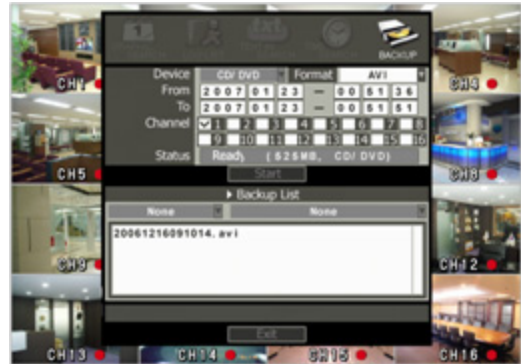 BACKUP
Device CD/DVD Format AVI
From 2007 01 23 - 00 51 36
To 2007 01 23 - 00 51 51
Channel 1 2 3 4 5 6 7 8
9 10 11 12 13 14 15 16
Status Ready (625MB, CD/DVD)
Start
Backup List
None None
20061216091014.avi
Exit
CH1
CH4
CH5
CH8
CH9
CH12
CH13 CH14 CH15 CH16